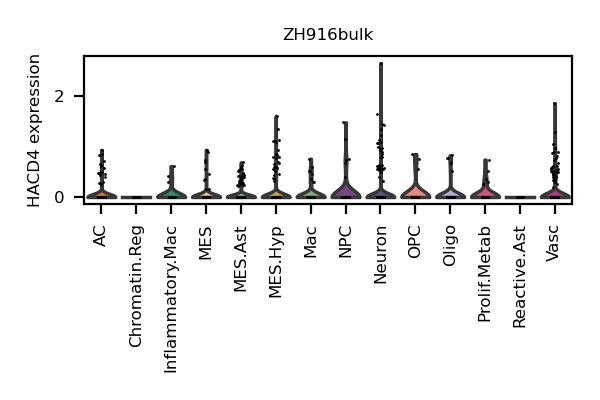 ZH916bulk
HACD4 expression
2
0
AC
Chromatin.Reg
Inflammatory.Mac
MES
MES.Ast
MES.Hyp
Mac
NPC
Neuron
OPC
Oligo
Prolif.Metab
Reactive.Ast
Vasc